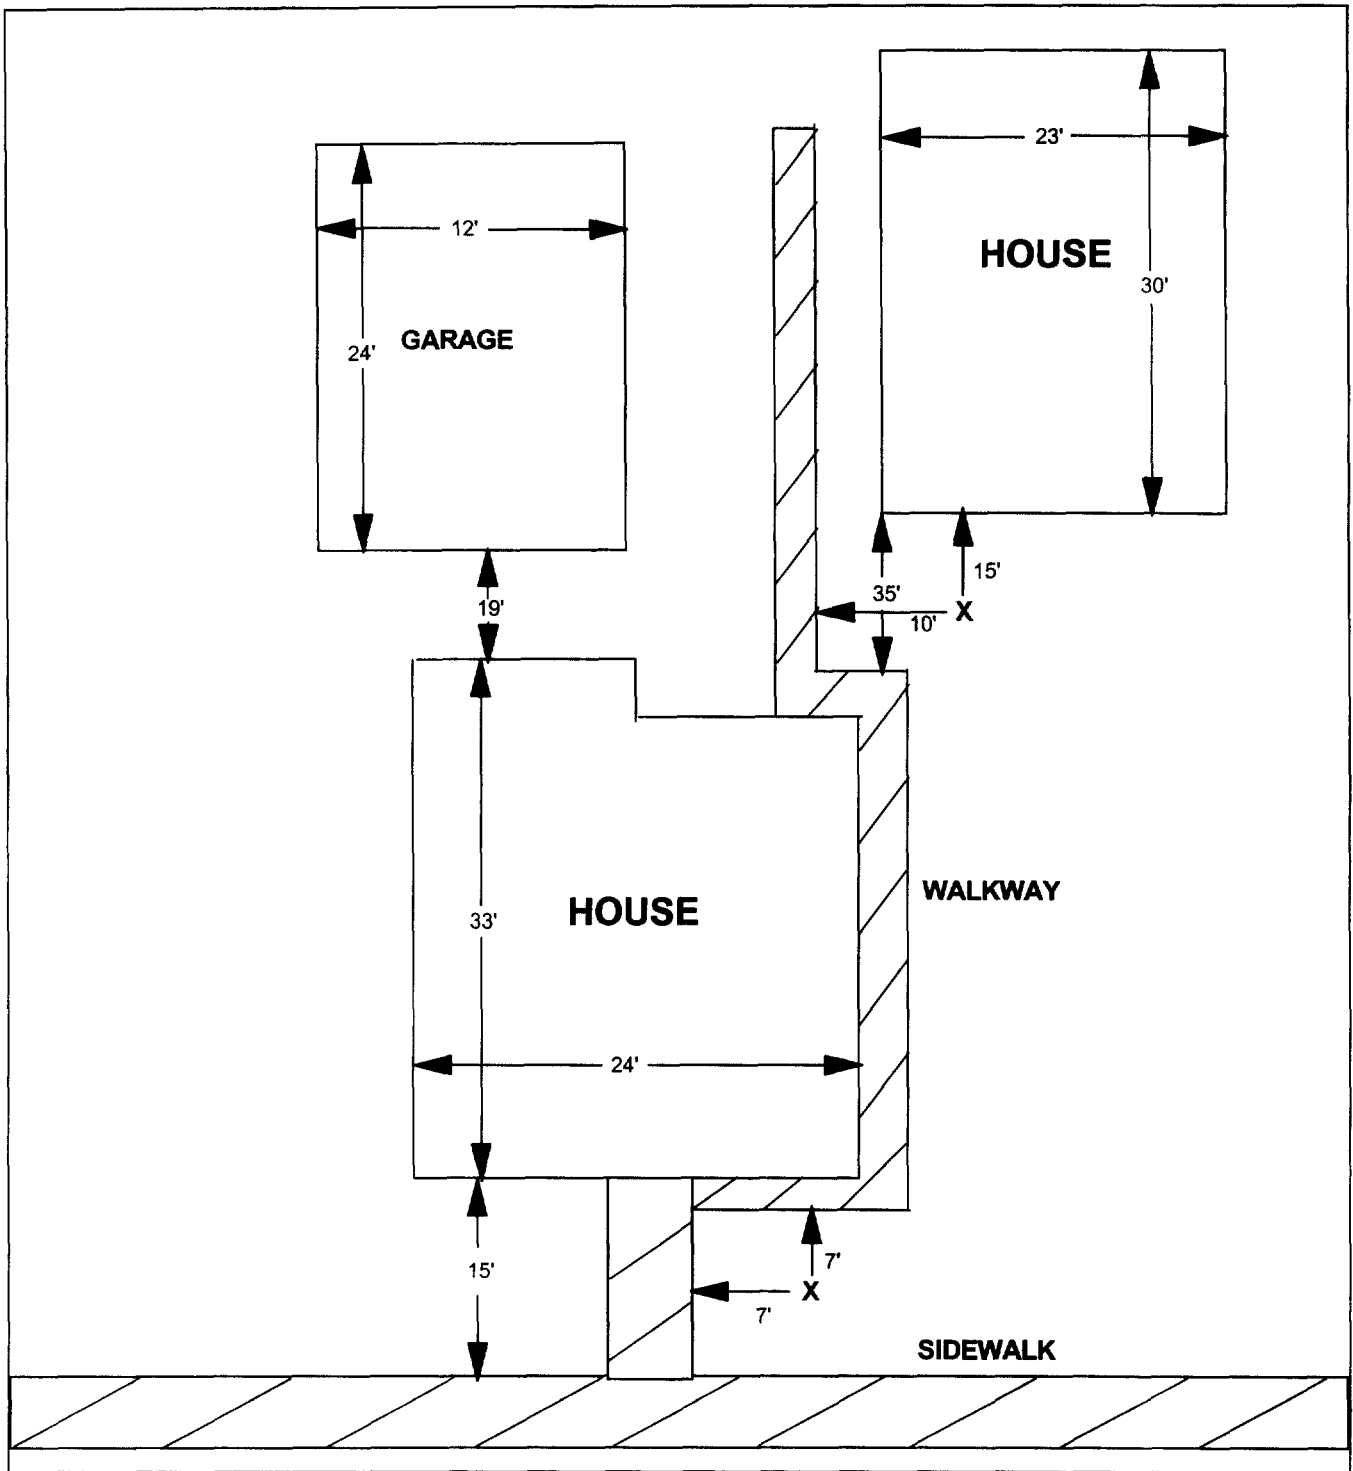 23'
12'
HOUSE
30'
GARAGE
24'
15'
35'
19'
X
10'
WALKWAY
HOUSE
33'
24'
7'
15'
X
7'
SIDEWALK